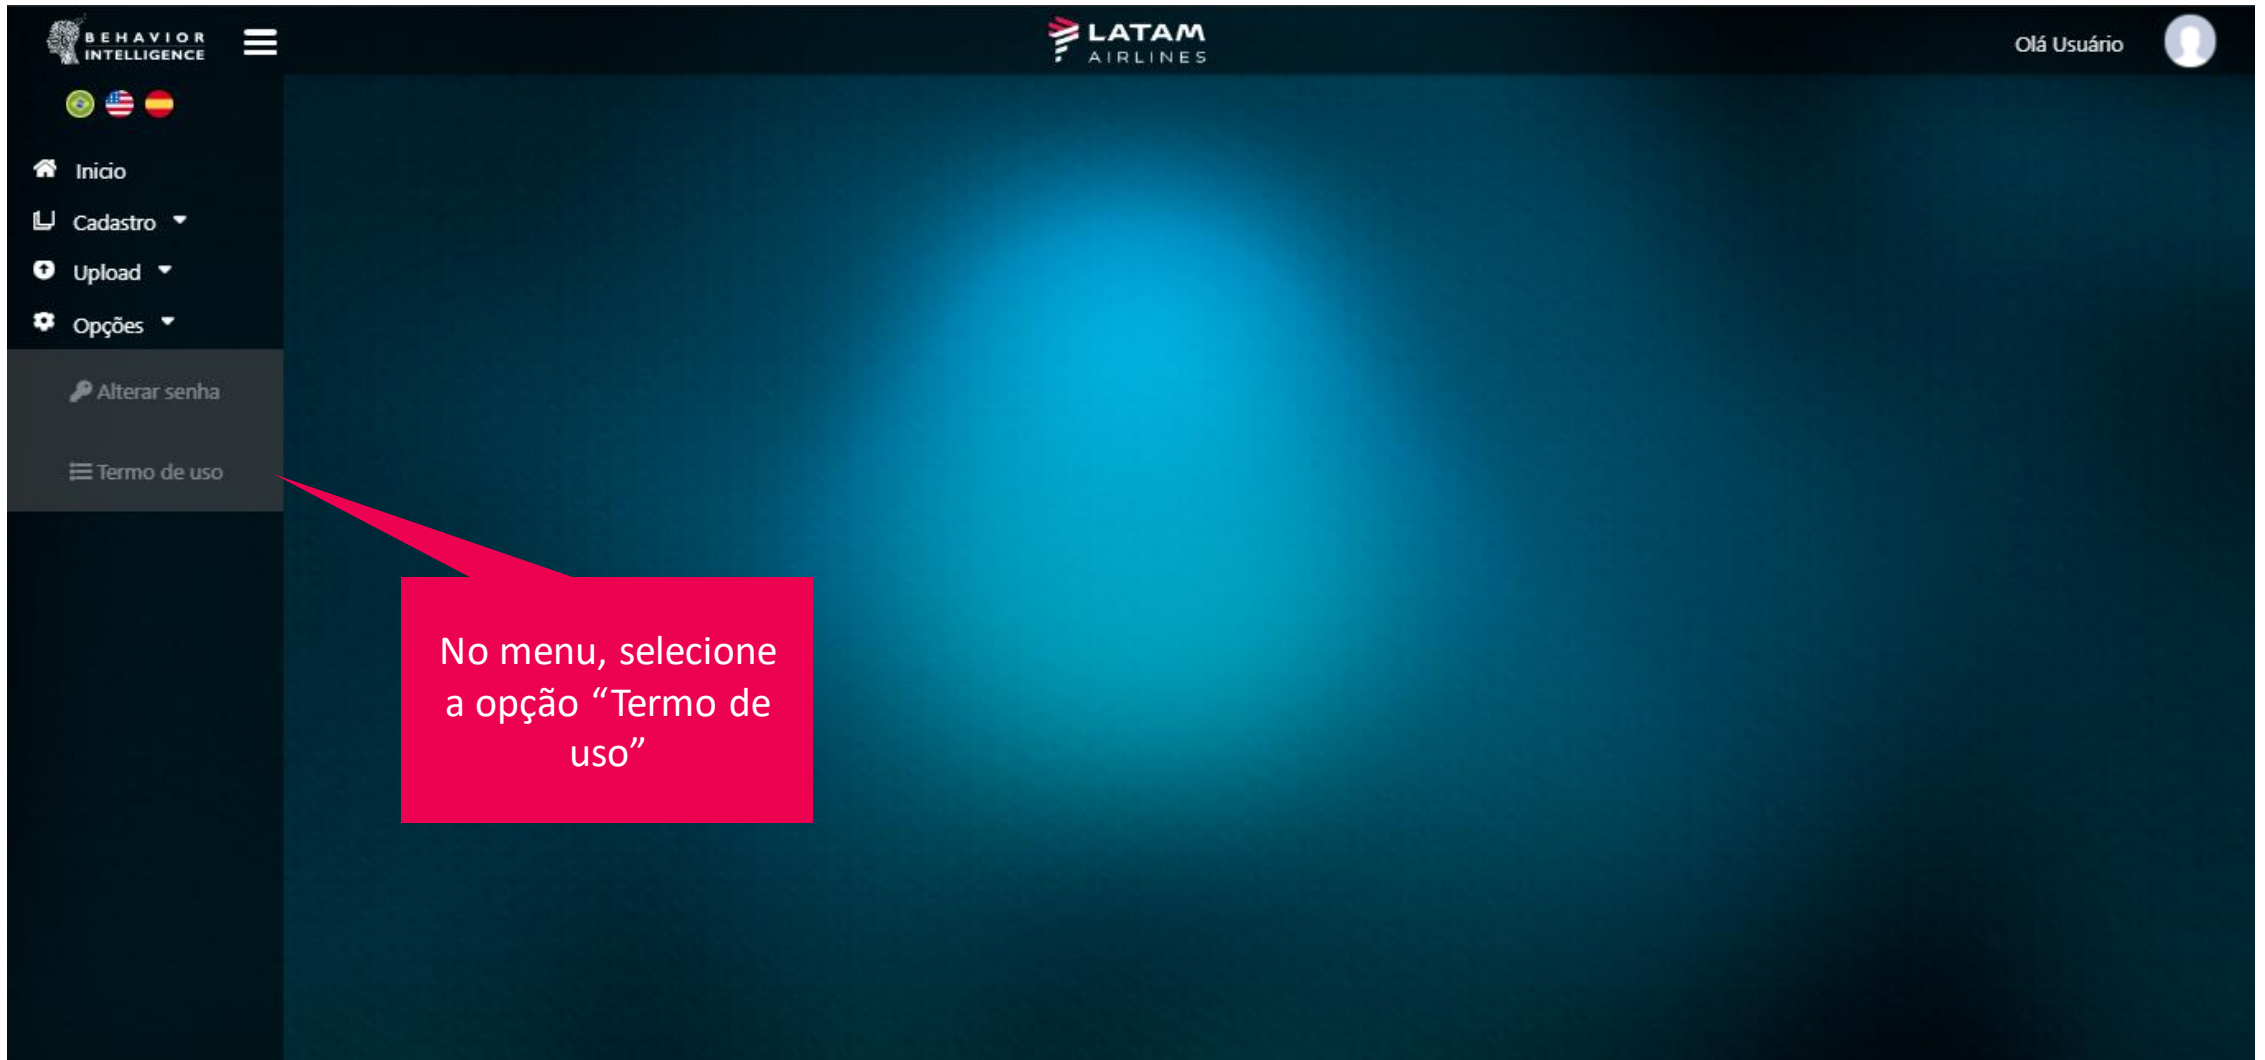 BEHAVIOR
INTELLIGENCE
LATAM
AIRLINES
Olá Usuário
Inicio
Cadastro
Upload
Opções
Alterar senha
Termo de uso
No menu, selecione
a opção “Termo de
uso”